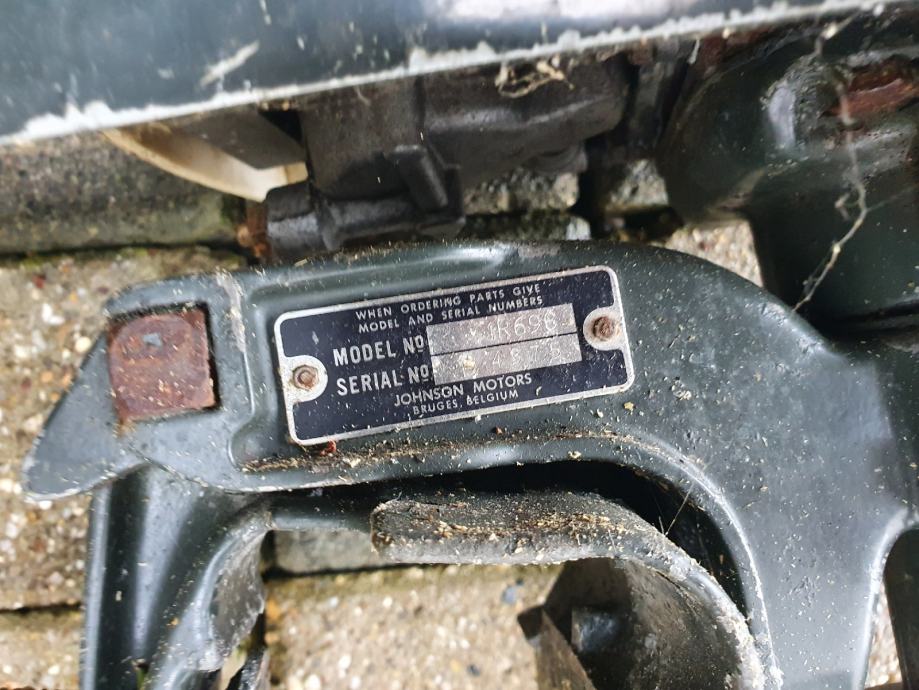 WHEN ORDERING PARTS GIVE
MODEL AND SERIAL NUMBERS
MODEL NO
SERIAL NO
JOHNSON MOTORS
BRUGES, BELGIUM